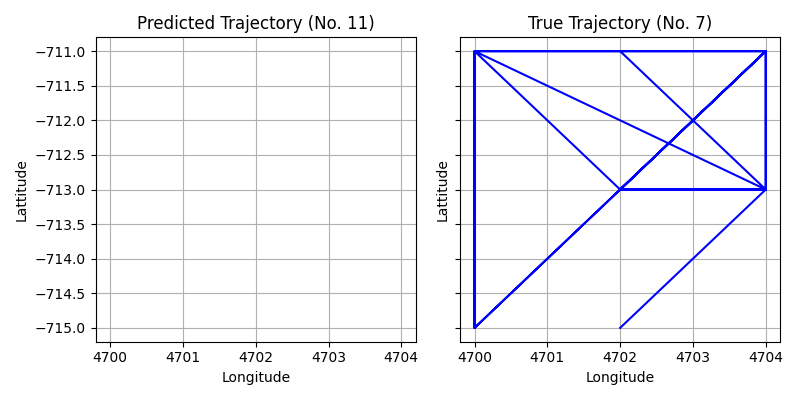 Predicted Trajectory (No. 11)
−711.0
−711.5
−712.0
−712.5
−713.0
−713.5
−714.0
−714.5
−715.0
Lattitude
4700 4701 4702 4703 4704
Longitude
True Trajectory (No. 7)
Lattitude
4700 4701 4702 4703 4704
Longitude